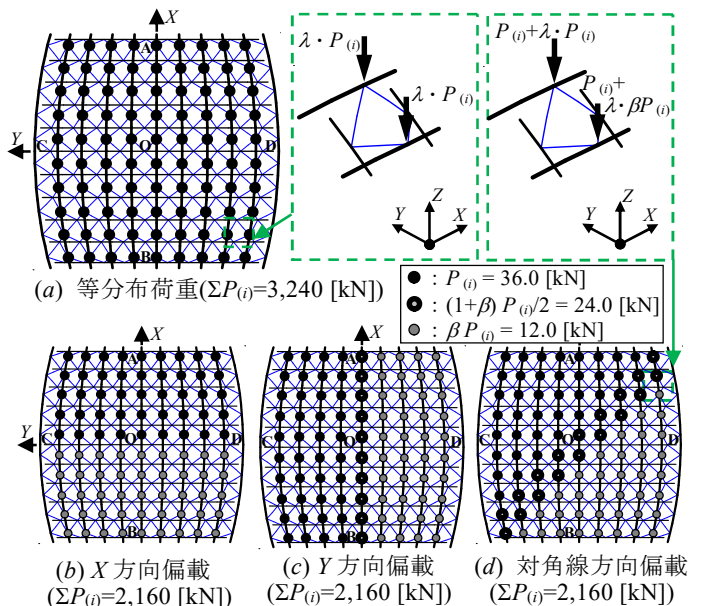 X
A
Y
C
O
D
B
(a) 等分布荷重(ΣP(i)=3,240 [kN])
λ· P(i)
λ· P(i)
Z
Y
X
P(i)+λ· P(i)
P(i)+
λ·βP(i)
Z
Y
X
: P(i) = 36.0 [kN]
: (1+β) P(i)/2 = 24.0 [kN]
: β P(i) = 12.0 [kN]
X
A
Y
C
O
D
B
(b) X 方向偏載
(ΣP(i)=2,160 [kN])
X
A
C
O
D
B
(c) Y 方向偏載
(ΣP(i)=2,160 [kN])
X
A
C
O
D
B
(d) 対角線方向偏載
(ΣP(i)=2,160 [kN])